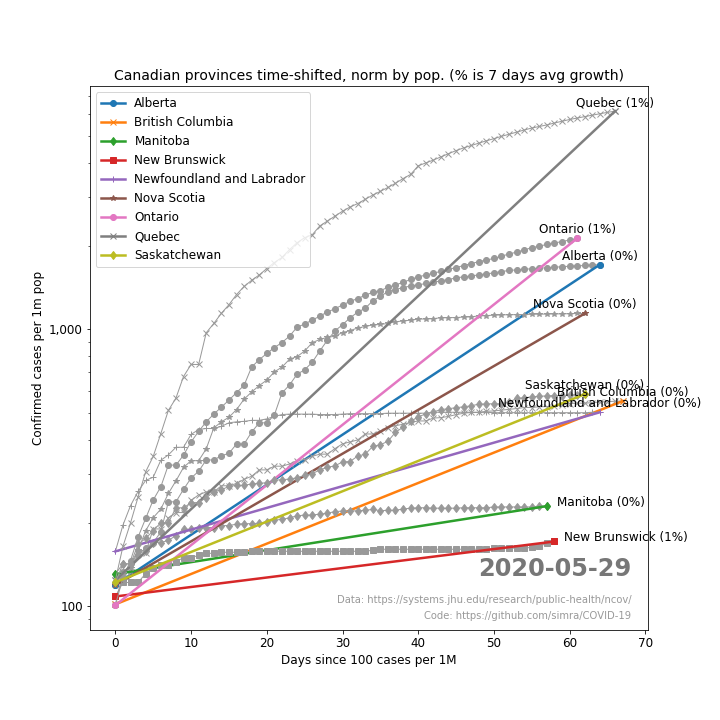 Canadian provinces time-shifted, norm by pop. (% is 7 days avg growth)
Alberta
British Columbia
Manitoba
New Brunswick
Newfoundland and Labrador
Nova Scotia
Ontario
Quebec
Saskatchewan
Quebec (1%)
Ontario (1%)
Alberta (0%)
Nova Scotia (0%)
Saskatchewan (0%)
British Columbia (0%)
Newfoundland and Labrador (0%)
Manitoba (0%)
New Brunswick (1%)
2020-05-29
Data: https://systems.jhu.edu/research/public-health/ncov/
Code: https://github.com/simra/COVID-19
Confirmed cases per 1m pop
1,000
100
0 10 20 30 40 50 60 70
Days since 100 cases per 1M